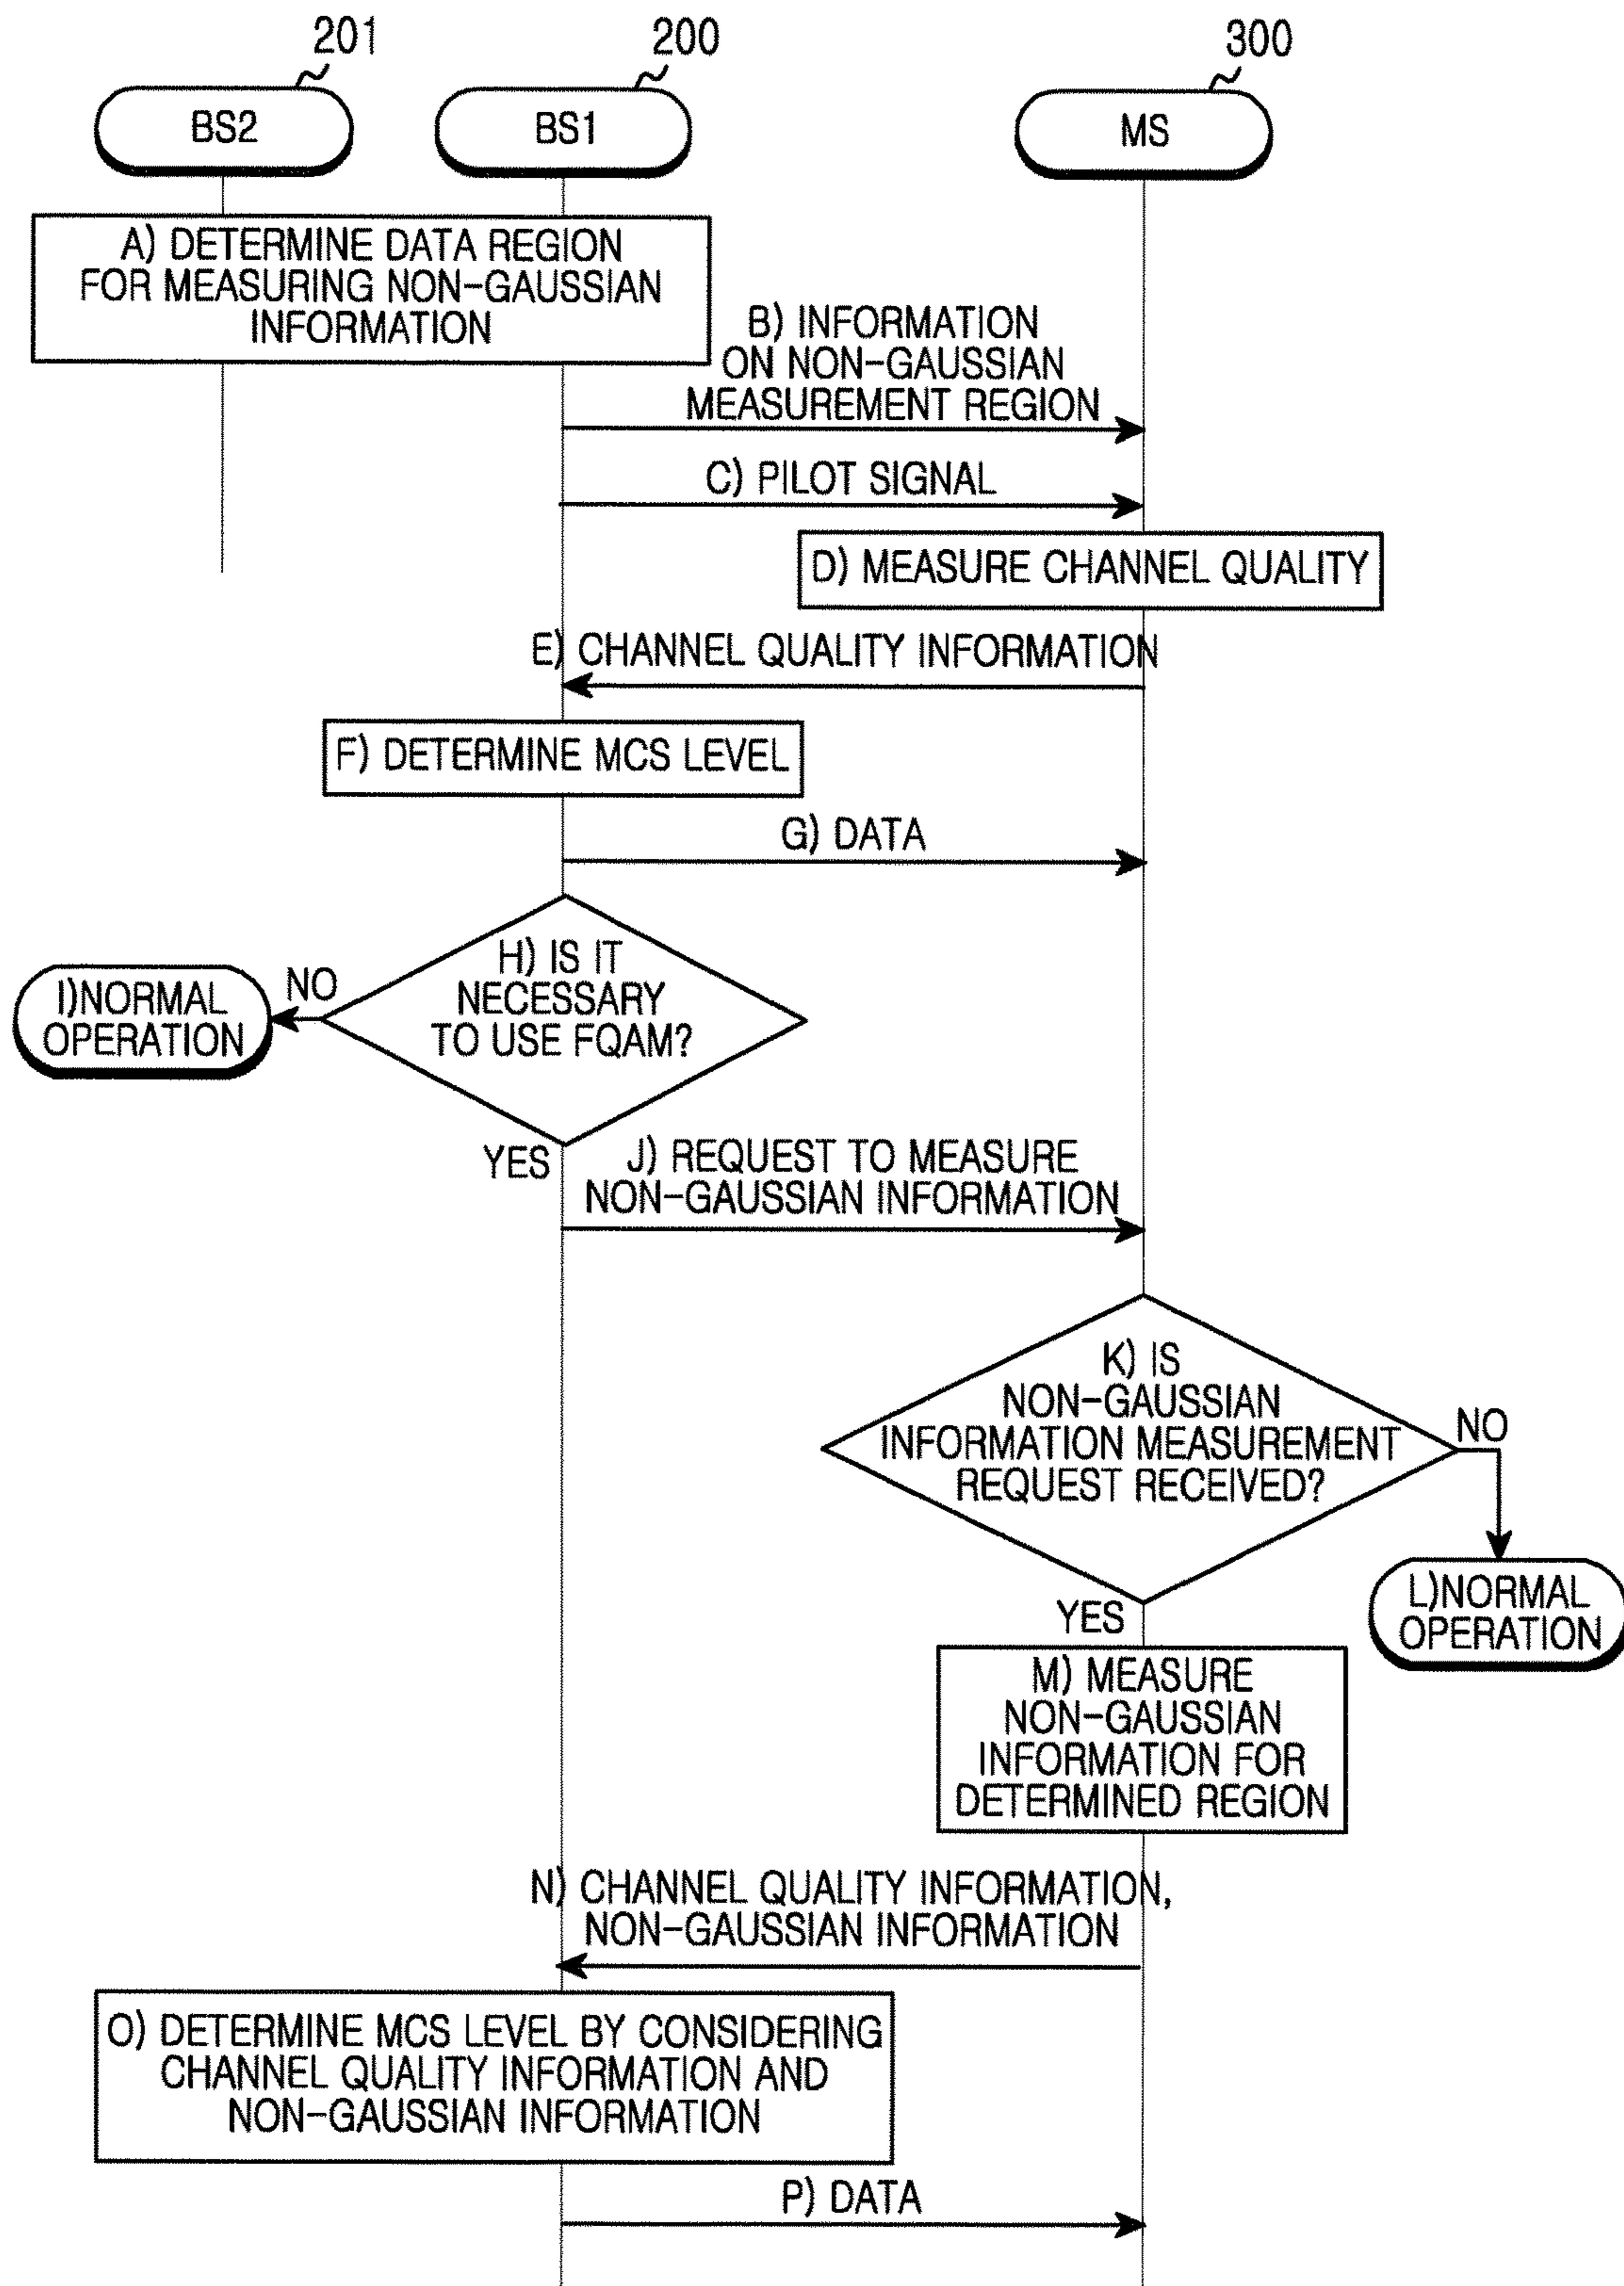 201
200
300
BS2
BS1
MS
A) DETERMINE DATA REGION
FOR MEASURING NON-GAUSSIAN
INFORMATION
B) INFORMATION
ON NON-GAUSSIAN
MEASUREMENT REGION
C) PILOT SIGNAL
D) MEASURE CHANNEL QUALITY
E) CHANNEL QUALITY INFORMATION
F) DETERMINE MCS LEVEL
G) DATA
H) IS IT
NECESSARY
TO USE FQAM?
NO
I)NORMAL
OPERATION
YES
J) REQUEST TO MEASURE
NON-GAUSSIAN INFORMATION
K) IS
NON-GAUSSIAN
INFORMATION MEASUREMENT
REQUEST RECEIVED?
NO
L)NORMAL
OPERATION
YES
M) MEASURE
NON-GAUSSIAN
INFORMATION FOR
DETERMINED REGION
N) CHANNEL QUALITY INFORMATION,
NON-GAUSSIAN INFORMATION
O) DETERMINE MCS LEVEL BY CONSIDERING
CHANNEL QUALITY INFORMATION AND
NON-GAUSSIAN INFORMATION
P) DATA